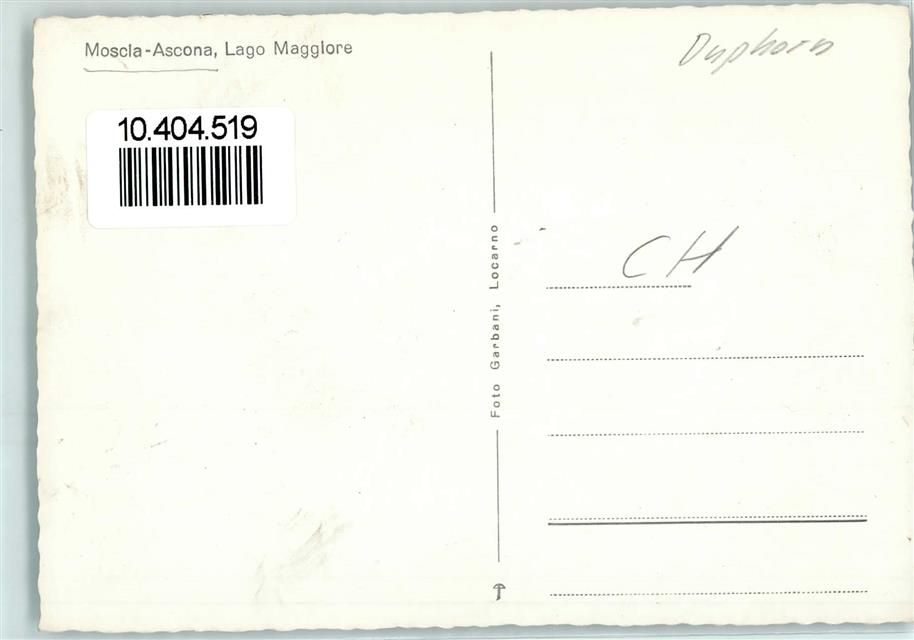 Moscia-Ascona, Lago Maggiore
10.404.519
Duphorn
CH
Foto Garbani, Locarno